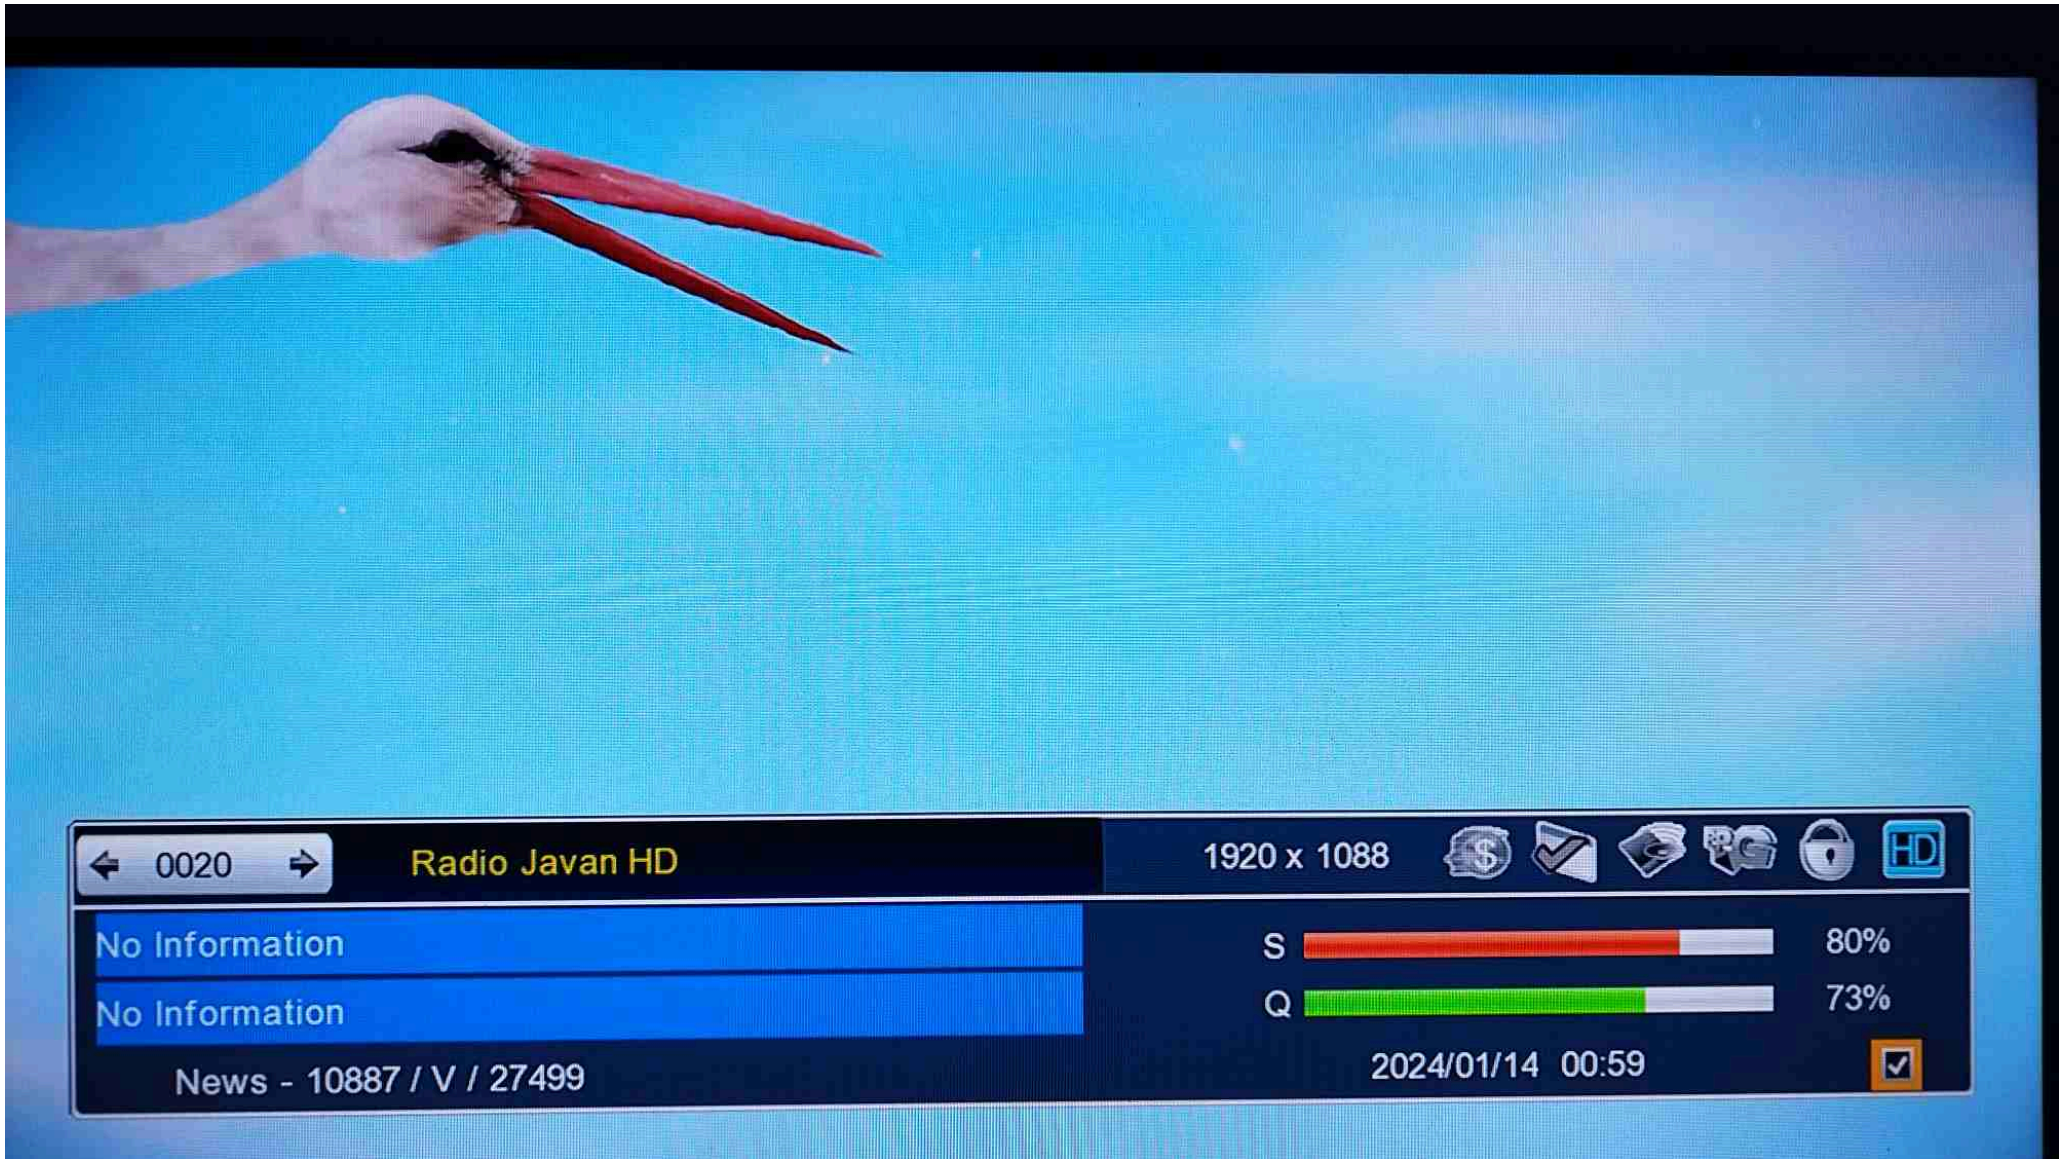 0020
Radio Javan HD
1920 x 1088
$
PG
HD
No Information
S 80%
No Information
Q 73%
News - 10887 / V / 27499
2024/01/14 00:59